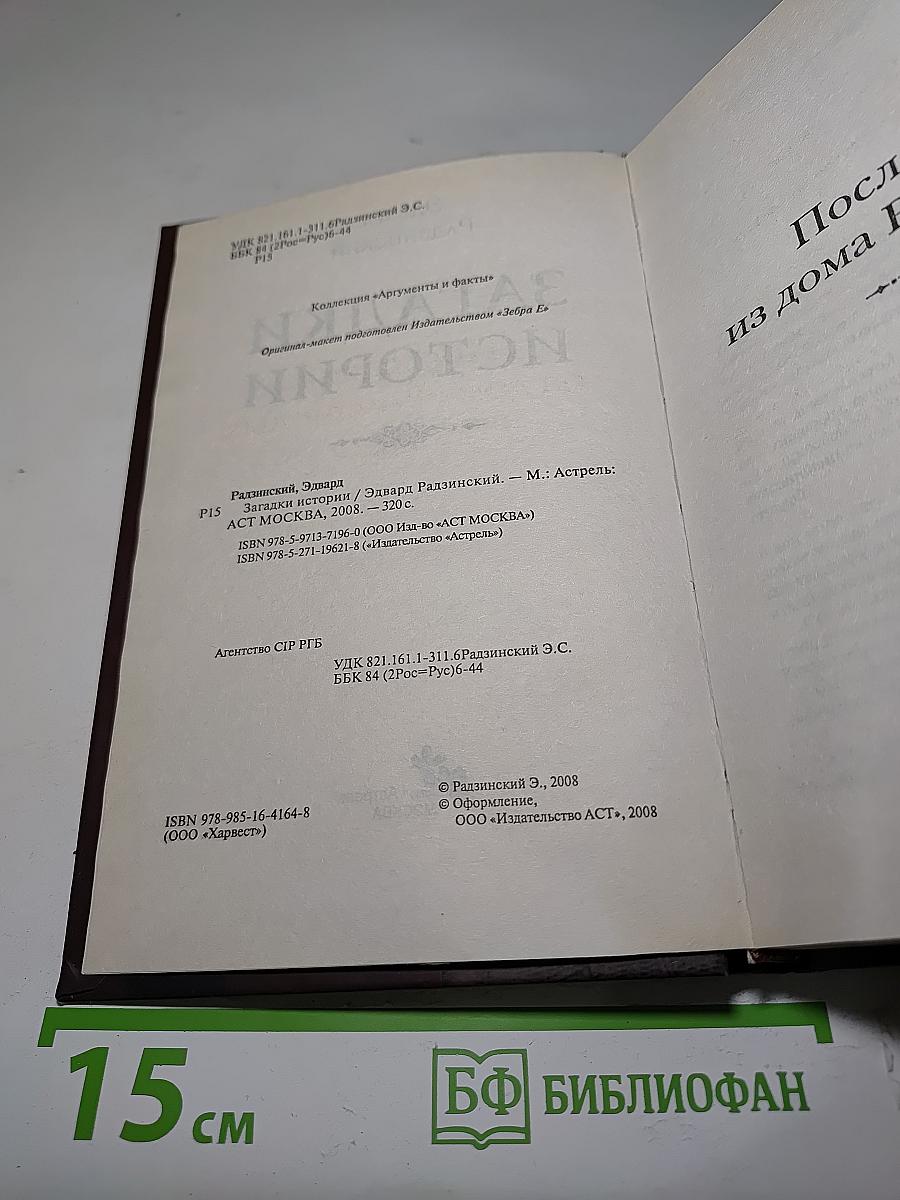 УДК 821.161.1-311.6Радзинский Э.С.
ББК 84 (2Рос=Рус)6-44
Р15
Коллекция «Аргументы и факты»
Оригинал-макет подготовлен Издательством «Зебра Е»
ЗАГАДКИ
ИСТОРИИ
Радзинский, Эдвард
Р15 Загадки истории / Эдвард Радзинский. — М.: Астрель:
АСТ МОСКВА, 2008. — 320 с.
ISBN 978-5-9713-7196-0 (ООО Изд-во «АСТ МОСКВА»)
ISBN 978-5-271-19621-8 («Издательство «Астрель»)
Агентство CIP РГБ
УДК 821.161.1-311.6Радзинский Э.С.
ББК 84 (2Рос=Рус)6-44
© Радзинский Э., 2008
© Оформление,
ООО «Издательство АСТ», 2008
ISBN 978-985-16-4164-8
(ООО «Харвест»)
Посл
из дома
15 см
БФ БИБЛИОФАН